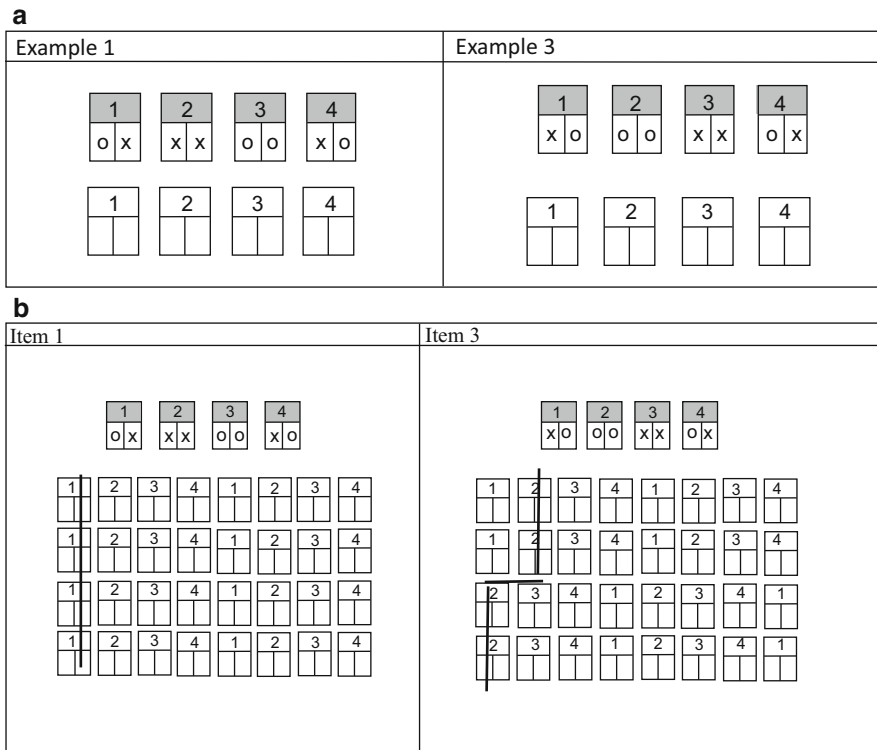 a
Example 1
1 2 3 4
o x x x o o x o
1 2 3 4
Example 3
1 2 3 4
x o o o x x o x
1 2 3 4
b
Item 1
1 2 3 4
o x x x o o x o
1 2 3 4 1 2 3 4
1 2 3 4 1 2 3 4
1 2 3 4 1 2 3 4
1 2 3 4 1 2 3 4
Item 3
1 2 3 4
x o o o x x o x
1 2 3 4 1 2 3 4
1 2 3 4 1 2 3 4
2 3 4 1 2 3 4 1
2 3 4 1 2 3 4 1